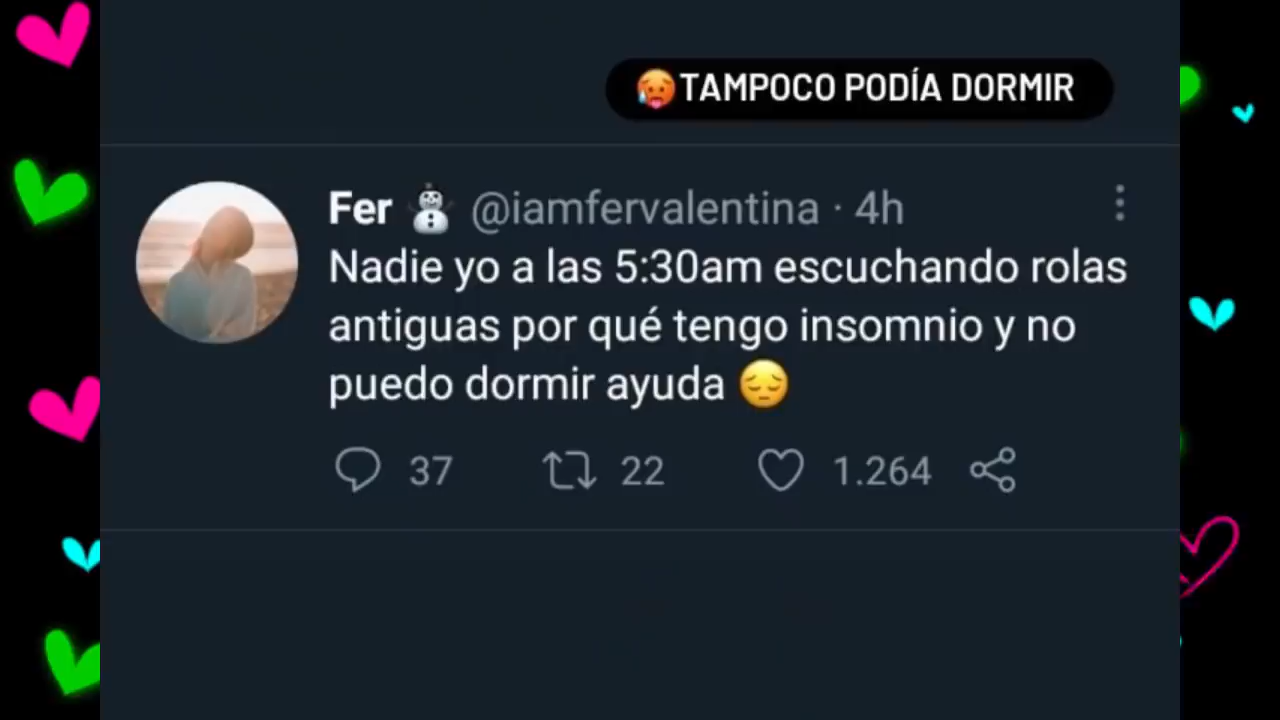 🥵TAMPOCO PODÍA DORMIR
Fer ☃️ @iamfervalentina · 4h
Nadie yo a las 5:30am escuchando rolas
antiguas por qué tengo insomnio y no
puedo dormir ayuda 😔
37 22 1.264